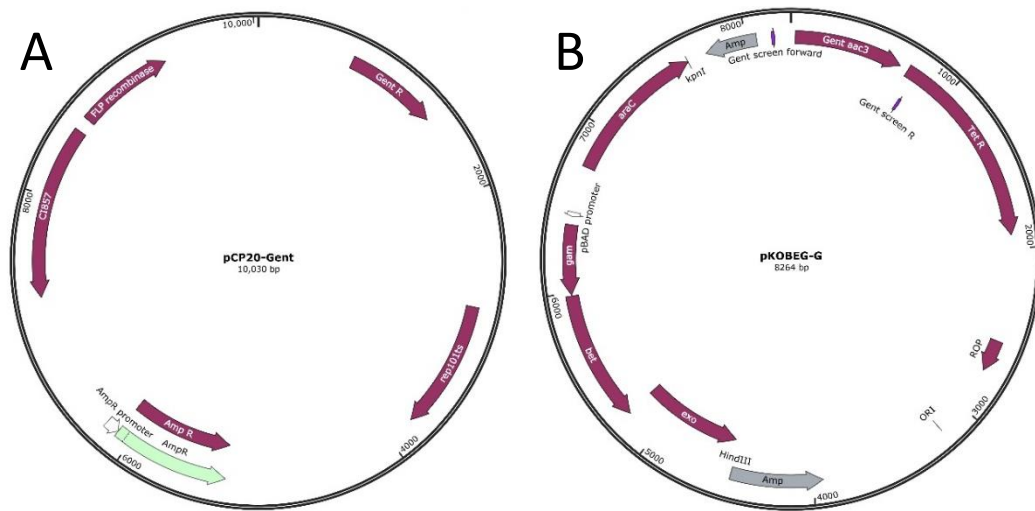 A
10,000
Gent R
2000
rep101ts
4000
AmpR
Amp R
AmpR promoter
6000
CI857
8000
FLP recombinase
pCP20-Gent
10,030 bp
B
8000
Amp
Gent screen forward
Gent aac3
1000
Gent screen R
Tet R
2000
ROP
3000
ORI
4000
Amp
HindIII
exo
5000
bet
6000
gam
pBAD promoter
7000
araC
kpnI
pKOBEG-G
8264 bp